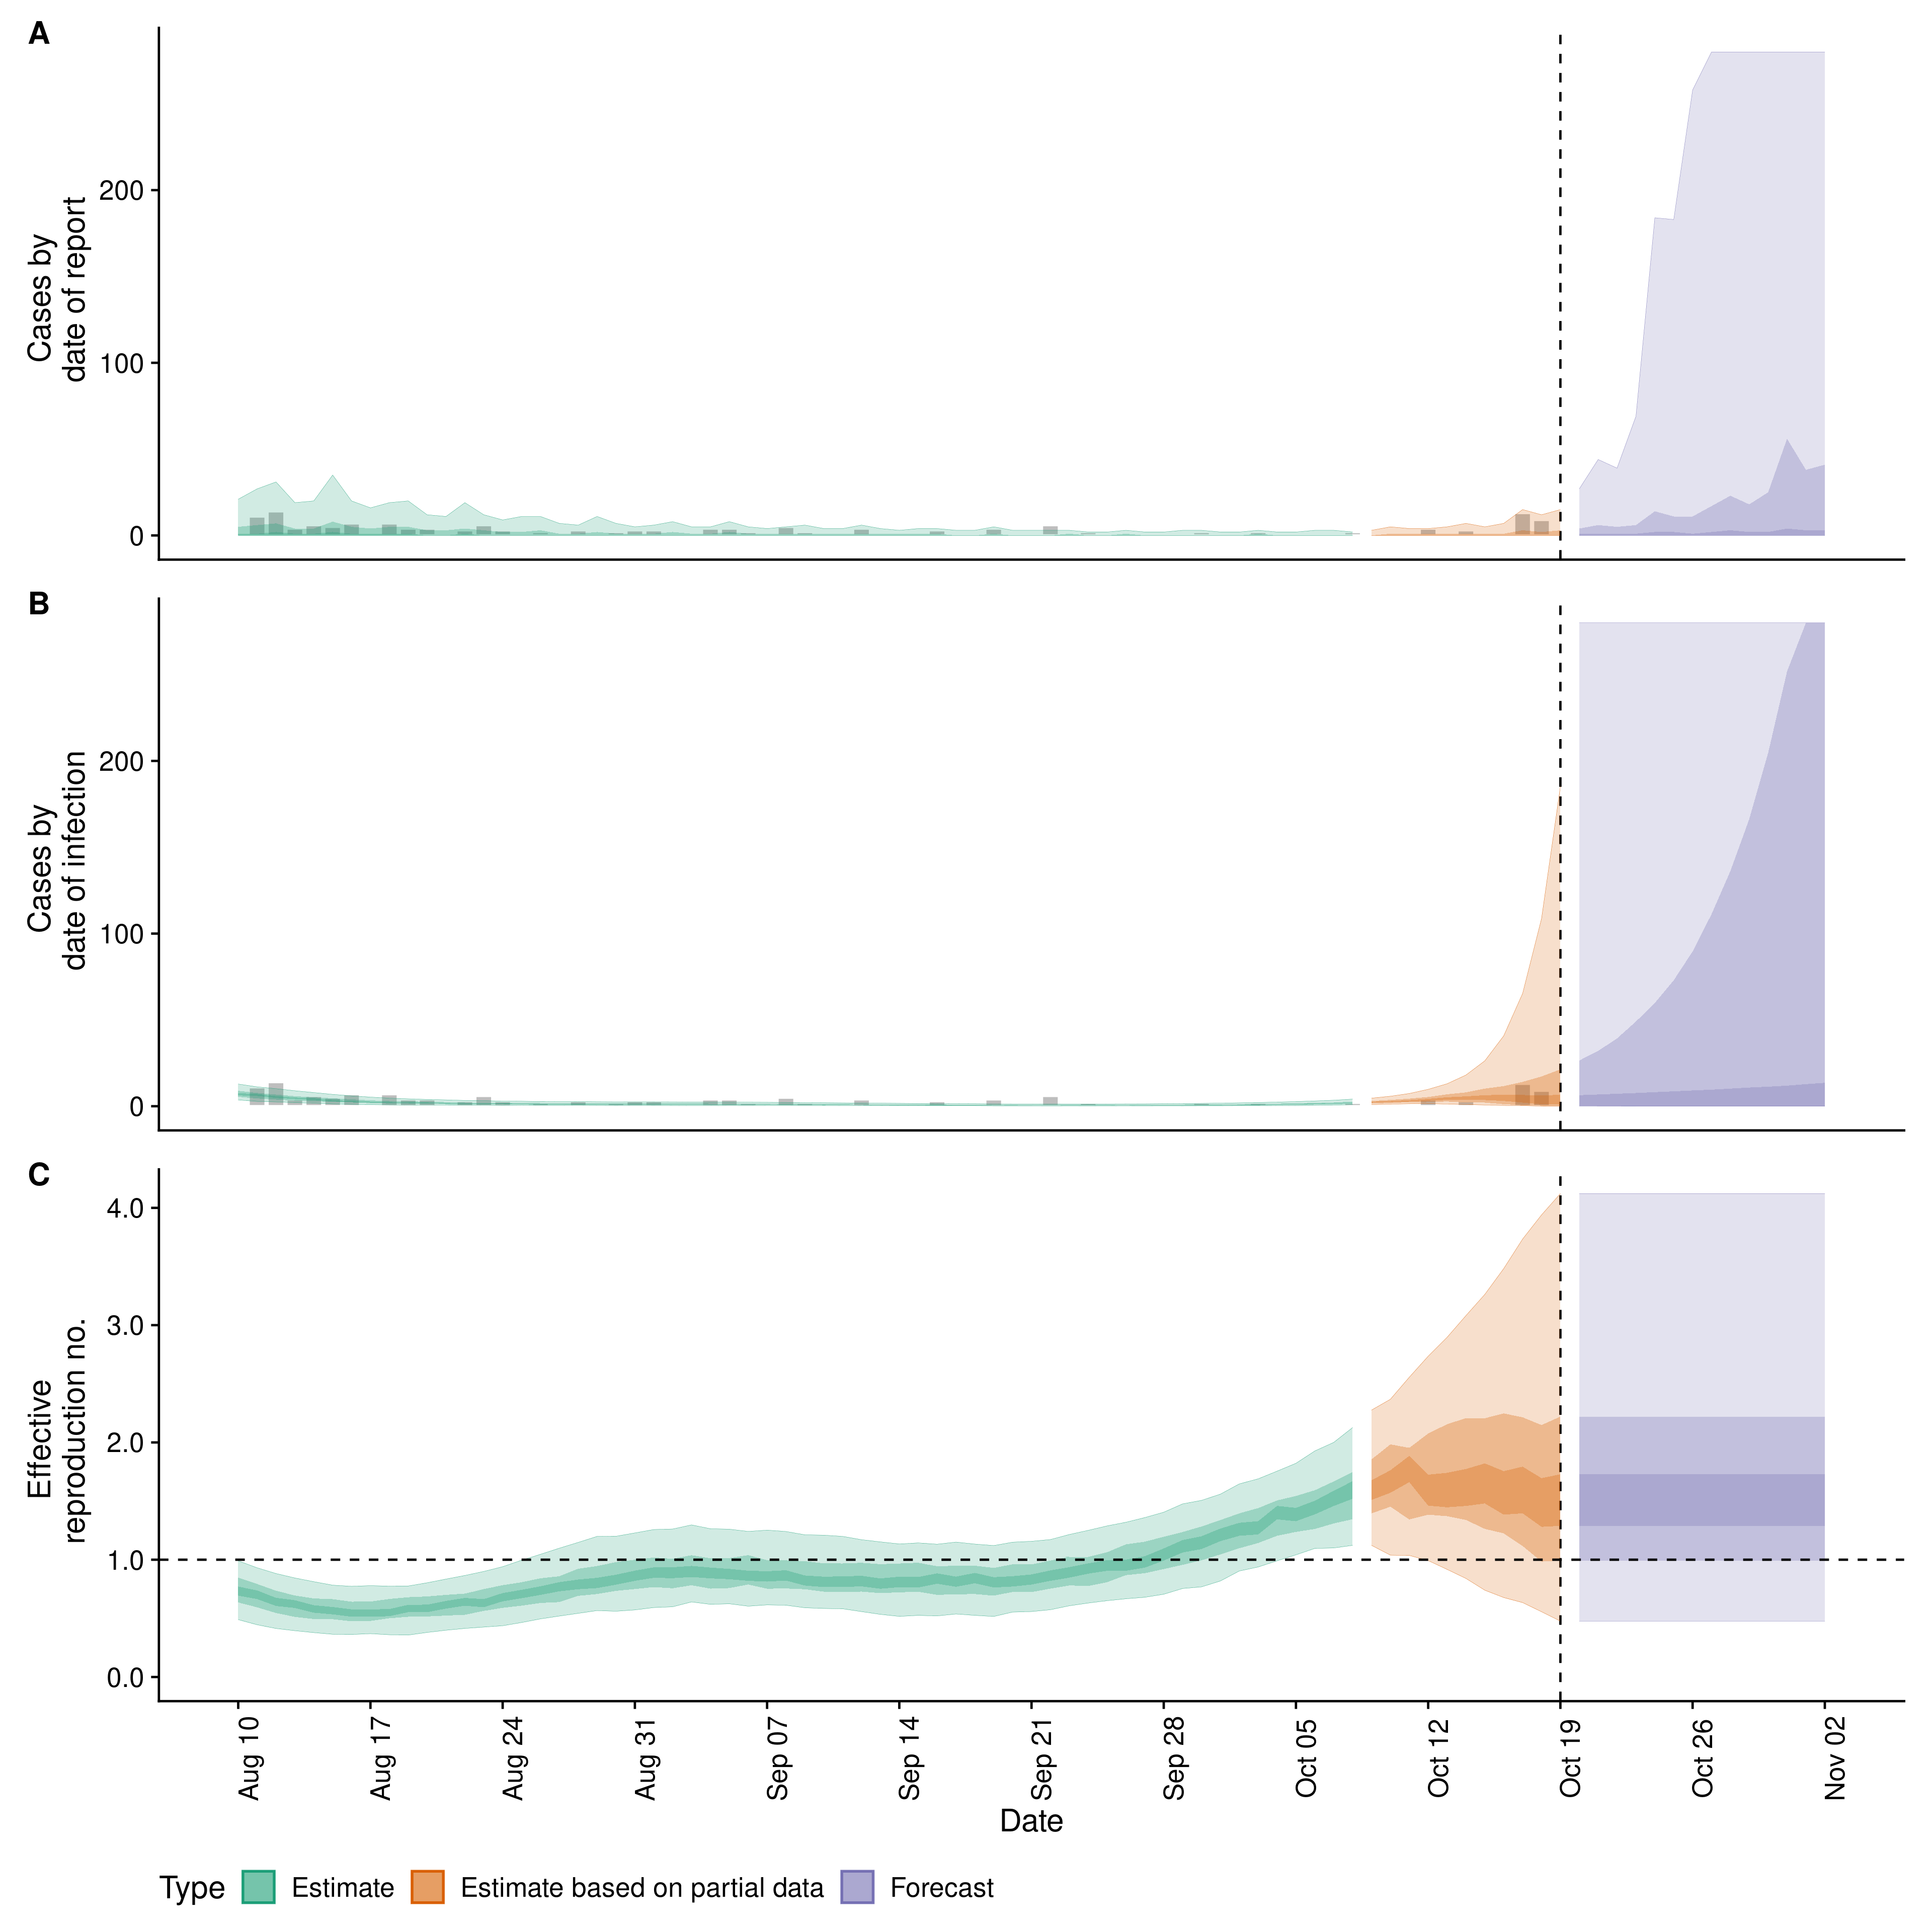 A
Cases by
date of report
200
100
0
B
Cases by
date of infection
200
100
0
C
Effective
reproduction no.
4.0
3.0
2.0
1.0
0.0
Aug 10
Aug 17
Aug 24
Aug 31
Sep 07
Sep 14
Sep 21
Sep 28
Oct 05
Oct 12
Oct 19
Oct 26
Nov 02
Date
Type Estimate Estimate based on partial data Forecast